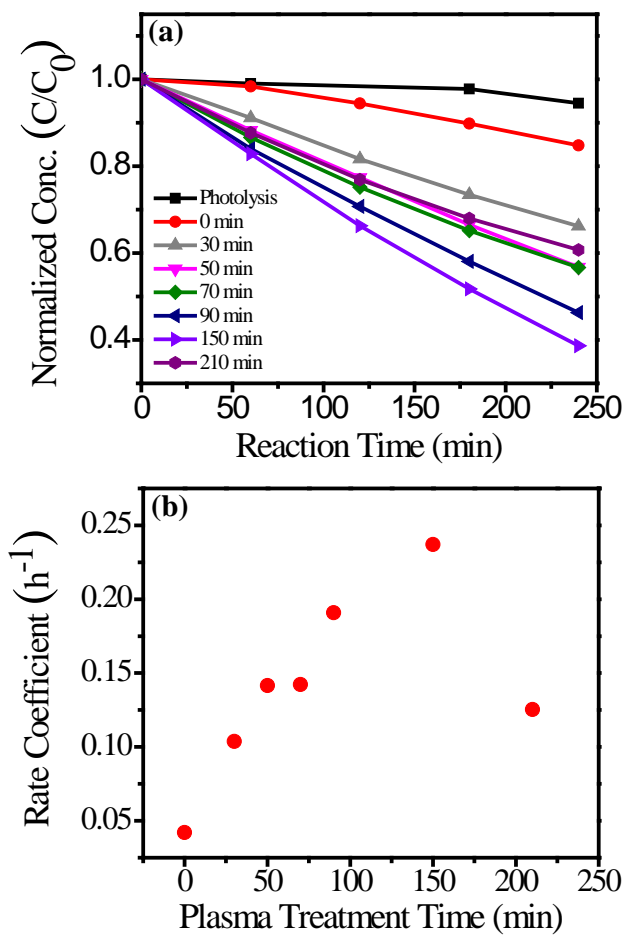 (a)
Normalized Conc. (C/C0)
1.0
0.8
0.6
0.4
Photolysis
0 min
30 min
50 min
70 min
90 min
150 min
210 min
0 50 100 150 200 250
Reaction Time (min)
(b)
Rate Coefficient (h-1)
0.25
0.20
0.15
0.10
0.05
0 50 100 150 200 250
Plasma Treatment Time (min)